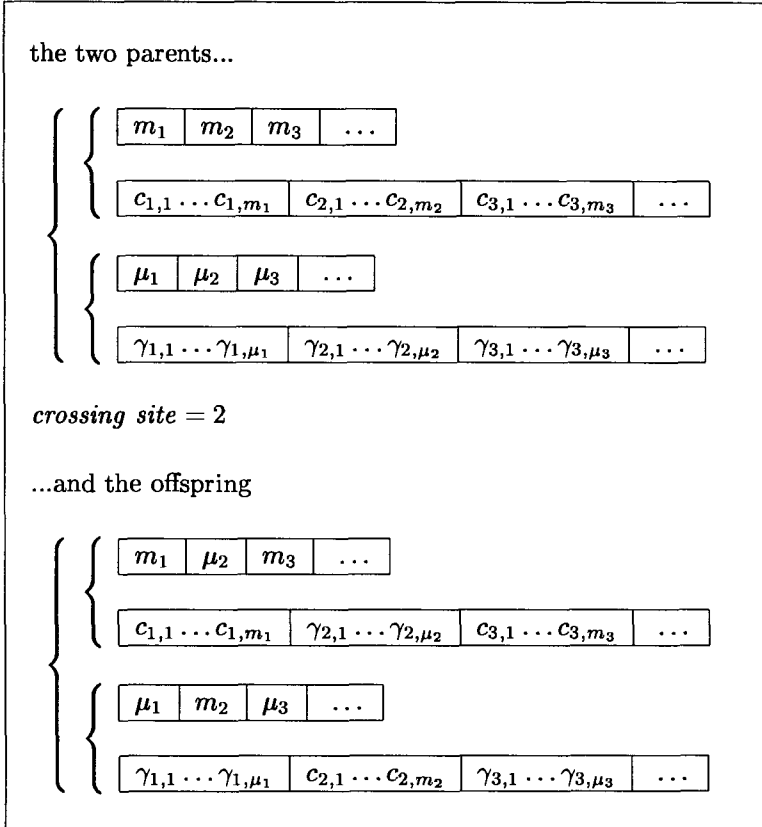 the two parents...
m₁ m₂ m₃ ...
c₁,₁ ... c₁,m₁ c₂,₁ ... c₂,m₂ c₃,₁ ... c₃,m₃ ...
μ₁ μ₂ μ₃ ...
γ₁,₁ ... γ₁,μ₁ γ₂,₁ ... γ₂,μ₂ γ₃,₁ ... γ₃,μ₃ ...
crossing site = 2
...and the offspring
m₁ μ₂ m₃ ...
c₁,₁ ... c₁,m₁ γ₂,₁ ... γ₂,μ₂ c₃,₁ ... c₃,m₃ ...
μ₁ m₂ μ₃ ...
γ₁,₁ ... γ₁,μ₁ c₂,₁ ... c₂,m₂ γ₃,₁ ... γ₃,μ₃ ...